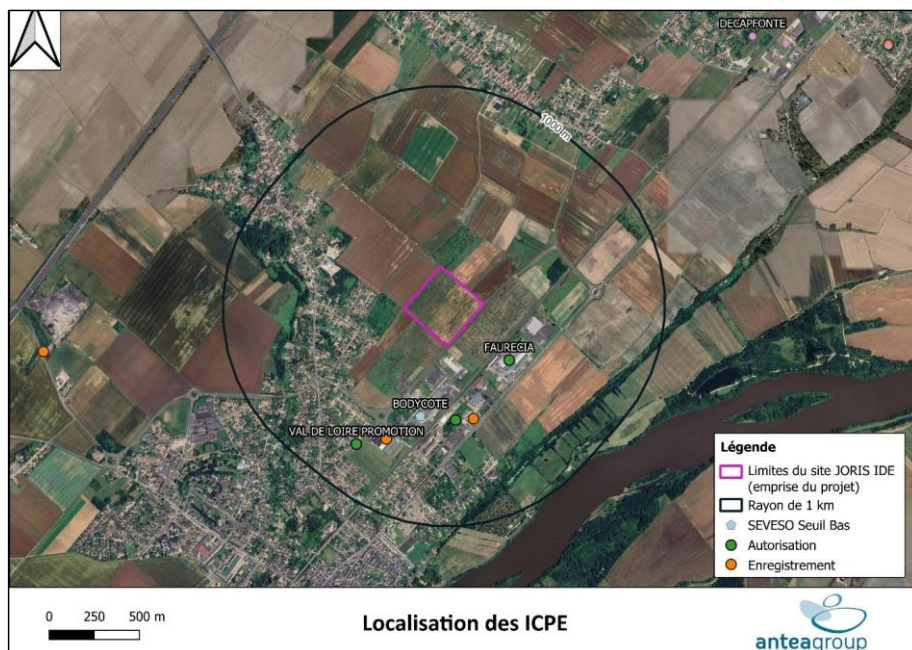 DECAPFONTE
1000 m
FAURECIA
BODYCOTE
VAL DE LOIRE PROMOTION
Légende
Limites du site JORIS IDE
(emprise du projet)
Rayon de 1 km
SEVESO Seuil Bas
Autorisation
Enregistrement
0 250 500 m
Localisation des ICPE
anteagroup